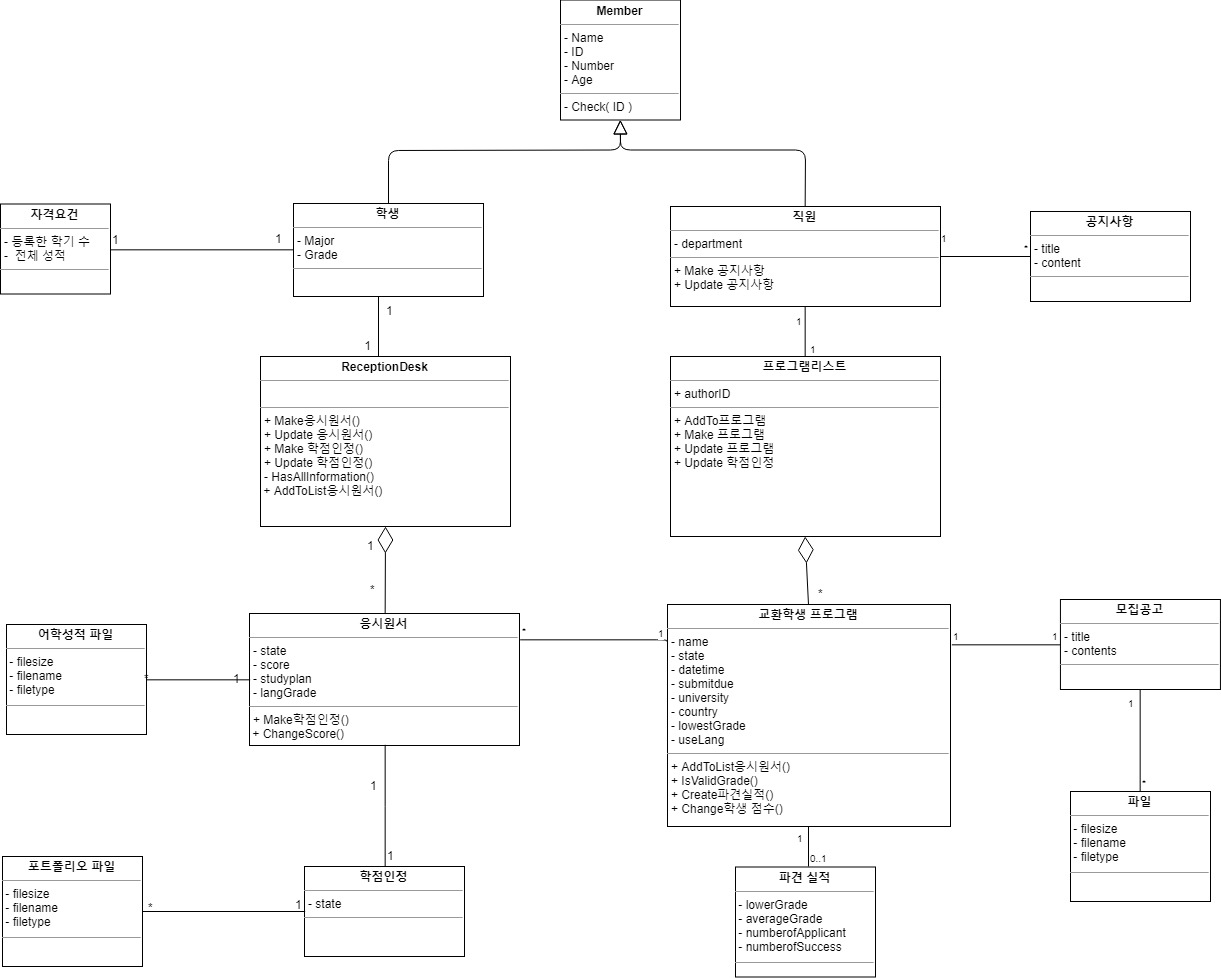 Member
- Name
- ID
- Number
- Age
- Check( ID )
자격요건
- 등록한 학기 수
- 전체 성적
1
1
학생
- Major
- Grade
직원
- department
+ Make 공지사항
+ Update 공지사항
1
*
공지사항
- title
- content
1
1
1
1
ReceptionDesk
+ Make응시원서()
+ Update 응시원서()
+ Make 학점인정()
+ Update 학점인정()
- HasAllInformation()
+ AddToList응시원서()
프로그램리스트
+ authorID
+ AddTo프로그램
+ Make 프로그램
+ Update 프로그램
+ Update 학점인정
1
*
*
어학성적 파일
- filesize
- filename
- filetype
*
1
응시원서
- state
- score
- studyplan
- langGrade
+ Make학점인정()
+ ChangeScore()
*
1
교환학생 프로그램
- name
- state
- datetime
- submitdue
- university
- country
- lowestGrade
- useLang
+ AddToList응시원서()
+ IsValidGrade()
+ Create파견실적()
+ Change학생 점수()
1
1
모집공고
- title
- contents
1
*
파일
- filesize
- filename
- filetype
1
1
포트폴리오 파일
- filesize
- filename
- filetype
*
1
학점인정
- state
1
0..1
파견 실적
- lowerGrade
- averageGrade
- numberofApplicant
- numberofSuccess